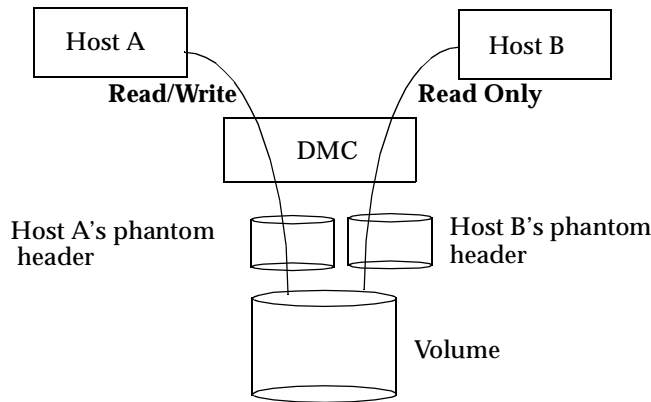 Host A
Host B
Read/Write
Read Only
DMC
Host A's phantom
header
Host B's phantom
header
Volume